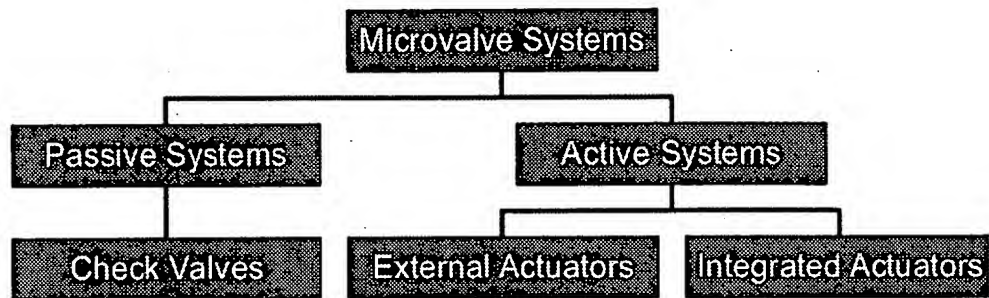 Microvalve Systems
Passive Systems
Active Systems
Check Valves
External Actuators
Integrated Actuators